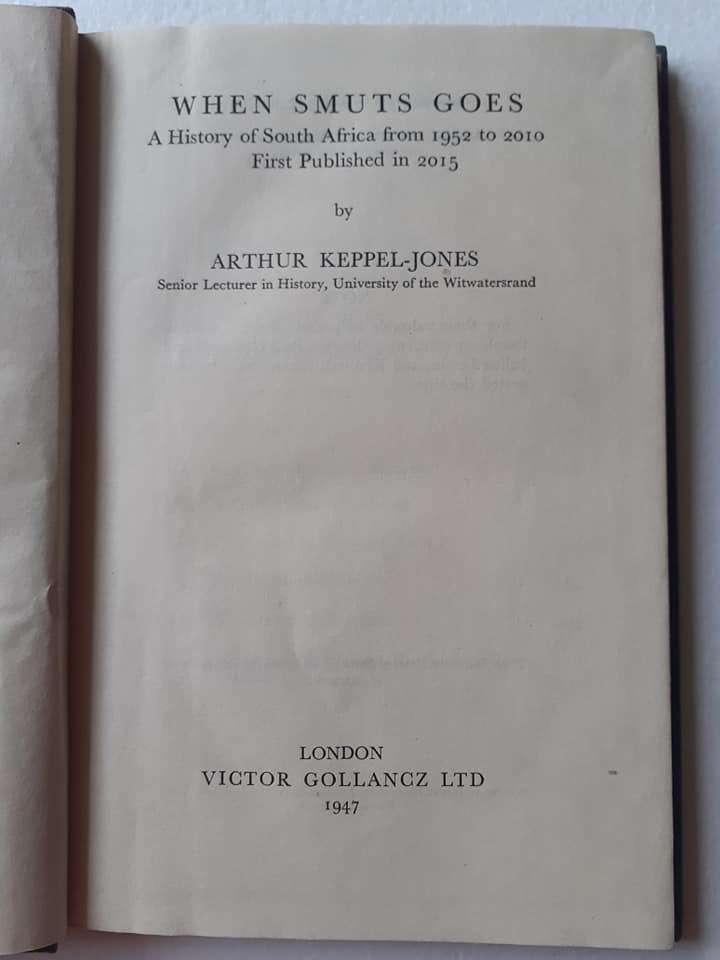 WHEN SMUTS GOES
A History of South Africa from 1952 to 2010
First Published in 2015
by
ARTHUR KEPPEL-JONES
Senior Lecturer in History, University of the Witwatersrand
LONDON
VICTOR GOLLANCZ LTD
1947